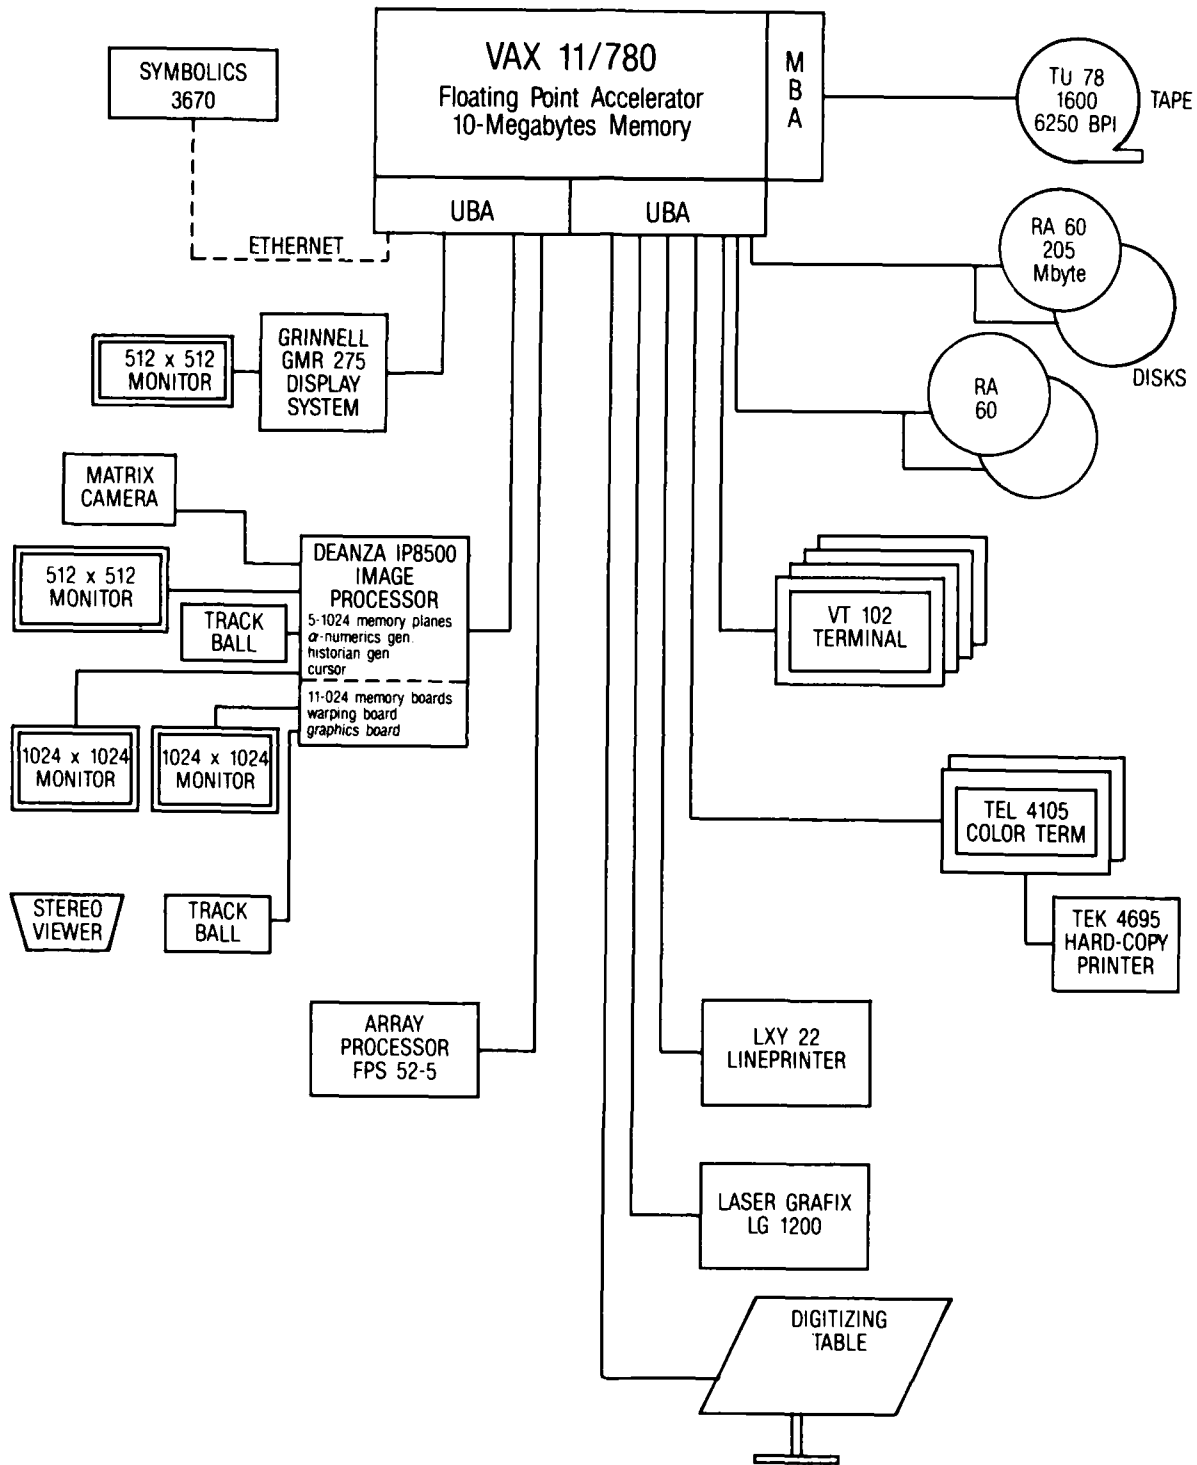 VAX 11/780
Floating Point Accelerator
10-Megabytes Memory
M
B
A
SYMBOLICS
3670
TU 78
1600
6250 BPI
TAPE
UBA
UBA
ETHERNET
RA 60
205
Mbyte
DISKS
RA
60
GRINNELL
GMR 275
DISPLAY
SYSTEM
512 x 512
MONITOR
MATRIX
CAMERA
512 x 512
MONITOR
TRACK
BALL
DEANZA IP8500
IMAGE
PROCESSOR
5-1024 memory planes
α-numerics gen.
historian gen
cursor
11-024 memory boards
warping board
graphics board
1024 x 1024
MONITOR
1024 x 1024
MONITOR
VT 102
TERMINAL
TEL 4105
COLOR TERM
STEREO
VIEWER
TRACK
BALL
TEK 4695
HARD-COPY
PRINTER
ARRAY
PROCESSOR
FPS 52-5
LXY 22
LINEPRINTER
LASER GRAFIX
LG 1200
DIGITIZING
TABLE